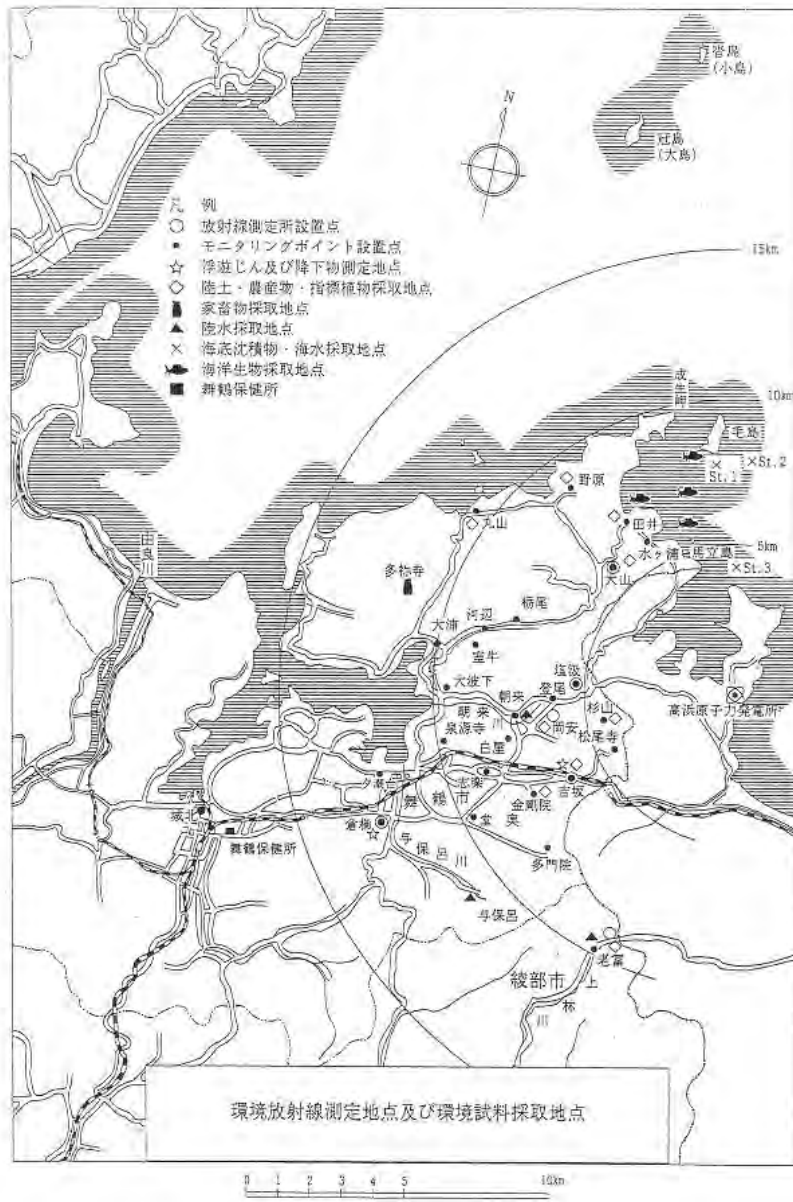 沓島
(小島)
冠島
(大島)
N
凡 例
放射線測定所設置点
モニタリングポイント設置点
浮遊じん及び降下物測定地点
陸土・農産物・指標植物採取地点
家畜物採取地点
陸水採取地点
海底沈積物・海水採取地点
海洋生物採取地点
舞鶴保健所
15km
10km
成生岬
毛島
×St.2
St.1
野原
田井
丸山
水ヶ浦
馬立島
5km
×St.3
大山
由良川
多祢寺
栃尾
河辺
大浦
室牛
塩汲
大波下
登尾
朝来
杉山
高浜原子力発電所
朝来川
岡安
泉源寺
白屋
松尾寺
夕潮台
志楽
吉坂
舞鶴市
金剛院
城北
倉梯
堂奥
舞鶴保健所
与保呂川
多門院
与保呂
老富
綾部市
上林川
環境放射線測定地点及び環境試料採取地点
0 1 2 3 4 5 10km